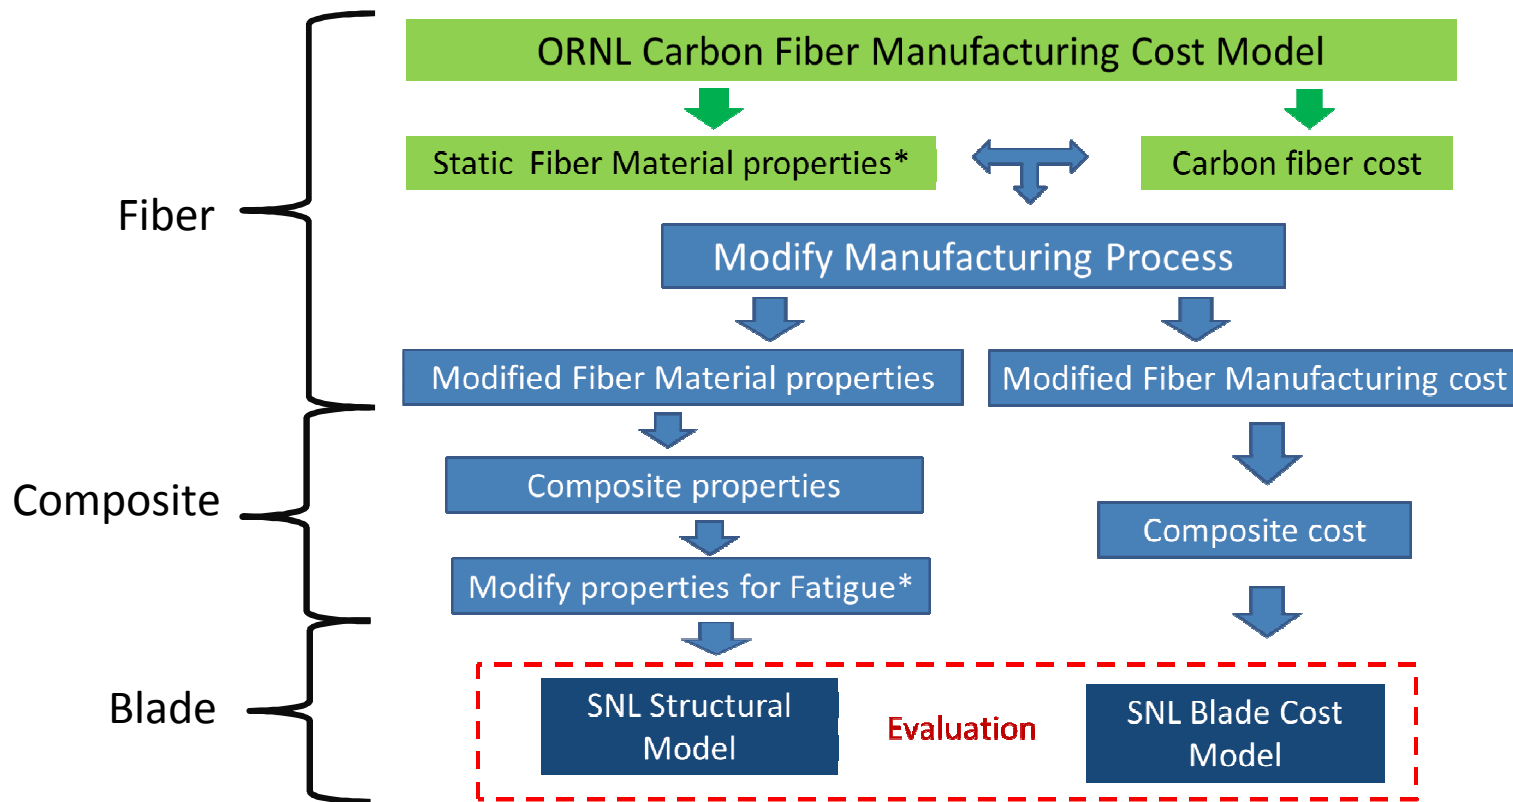 ORNL Carbon Fiber Manufacturing Cost Model
Static Fiber Material properties*
Carbon fiber cost
Fiber
Modify Manufacturing Process
Modified Fiber Material properties
Modified Fiber Manufacturing cost
Composite
Composite properties
Composite cost
Modify properties for Fatigue*
Blade
SNL Structural
Model
Evaluation
SNL Blade Cost
Model